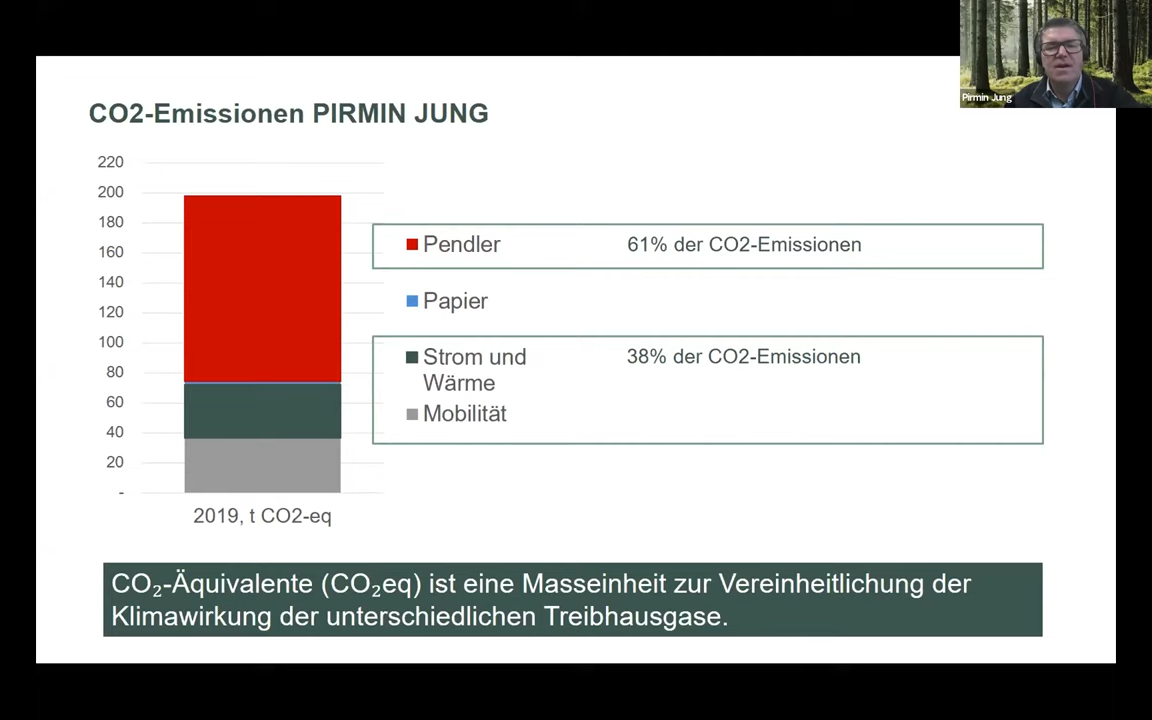 Pirmin Jung
CO2-Emissionen PIRMIN JUNG
220
200
180
160
140
120
100
80
60
40
20
-
2019, t CO2-eq
Pendler 61% der CO2-Emissionen
Papier
Strom und 38% der CO2-Emissionen
Wärme
Mobilität
CO₂-Äquivalente (CO₂eq) ist eine Masseinheit zur Vereinheitlichung der
Klimawirkung der unterschiedlichen Treibhausgase.